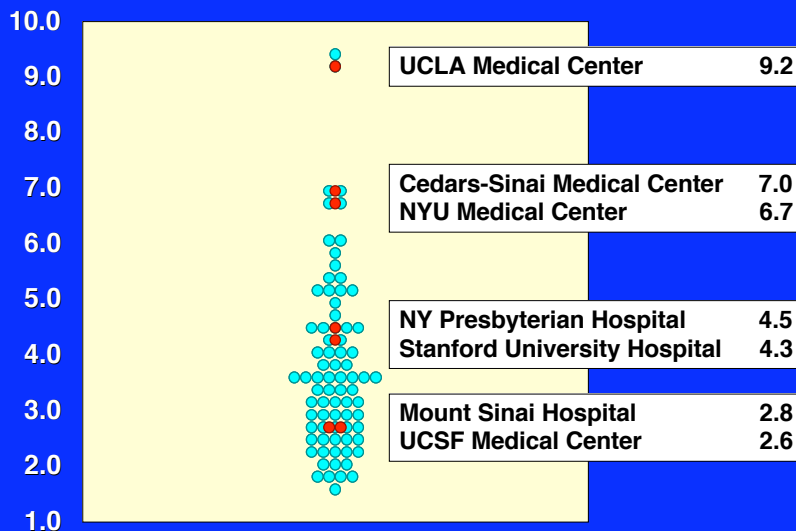 10.0
9.0
8.0
7.0
6.0
5.0
4.0
3.0
2.0
1.0
UCLA Medical Center 9.2
Cedars-Sinai Medical Center 7.0
NYU Medical Center 6.7
NY Presbyterian Hospital 4.5
Stanford University Hospital 4.3
Mount Sinai Hospital 2.8
UCSF Medical Center 2.6